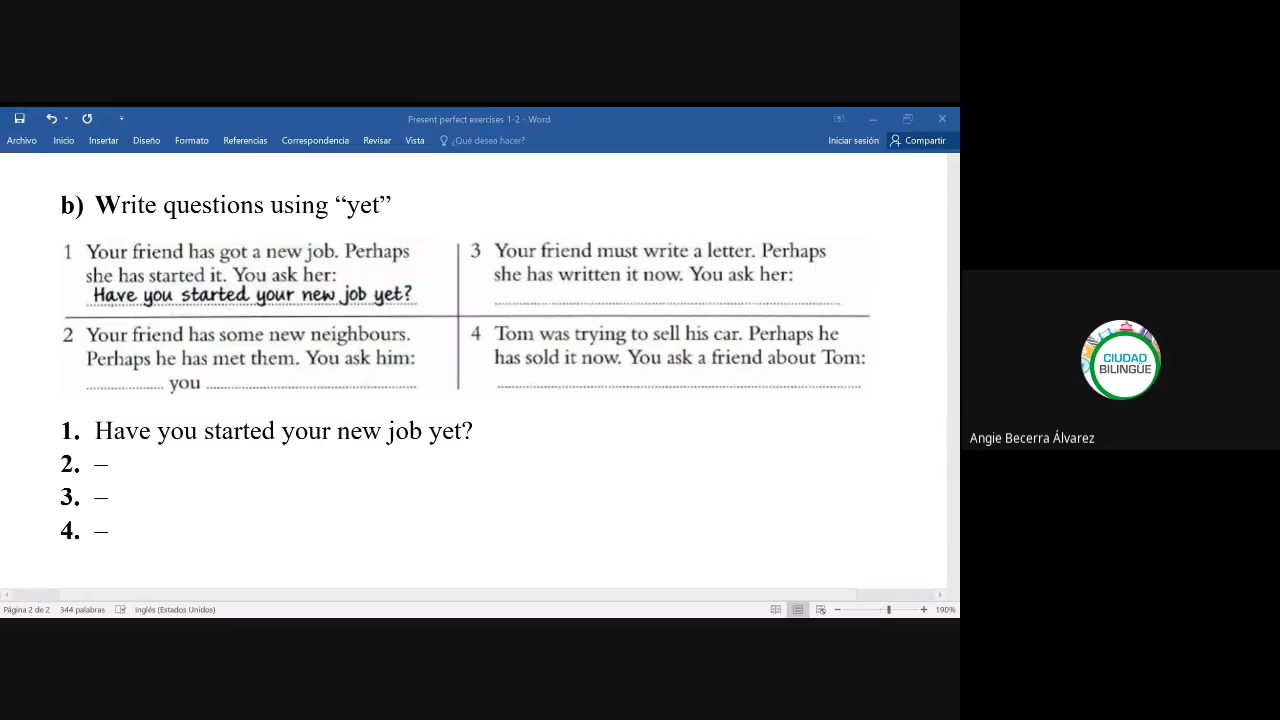 Present perfect exercises 1-2 - Word
Archivo Inicio Insertar Diseño Formato Referencias Correspondencia Revisar Vista ¿Qué desea hacer? Iniciar sesión Compartir
b) Write questions using “yet”
1 Your friend has got a new job. Perhaps
she has started it. You ask her:
Have you started your new job yet?
2 Your friend has some new neighbours.
Perhaps he has met them. You ask him:
.................... you ......................................................
3 Your friend must write a letter. Perhaps
she has written it now. You ask her:
4 Tom was trying to sell his car. Perhaps he
has sold it now. You ask a friend about Tom:
1. Have you started your new job yet?
2. –
3. –
4. –
Página 2 de 2 344 palabras Inglés (Estados Unidos) 190%
CIUDAD
BILINGÜE
Angie Becerra Álvarez